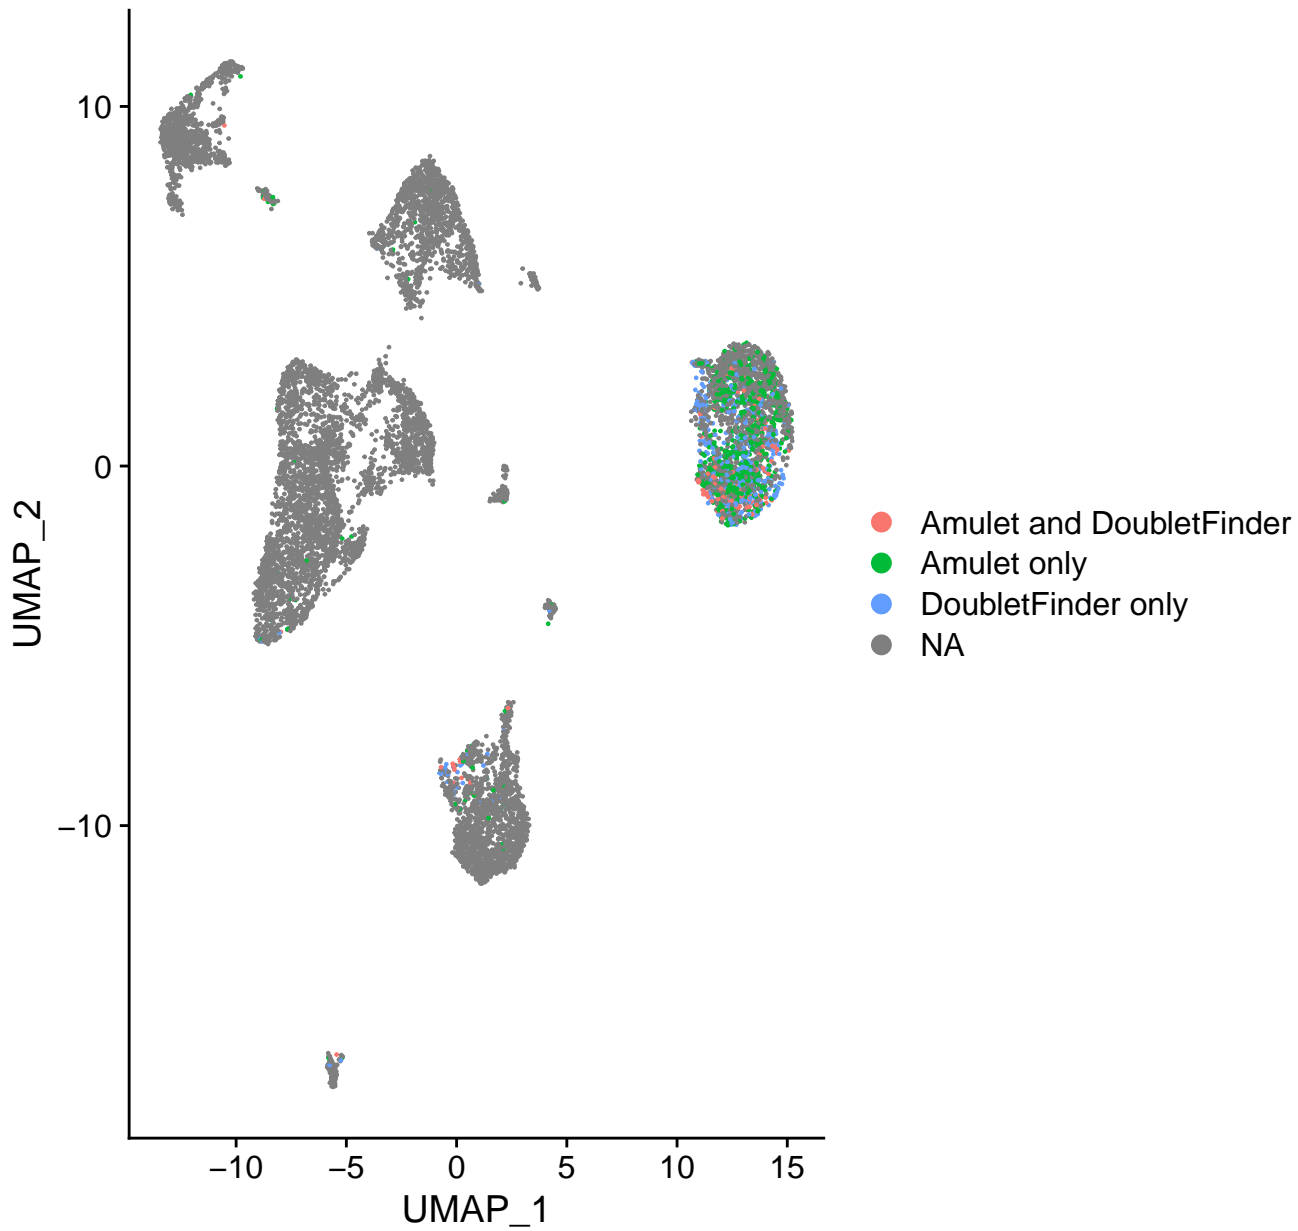 10
0
−10
UMAP_2
−10 −5 0 5 10 15
UMAP_1
Amulet and DoubletFinder
Amulet only
DoubletFinder only
NA